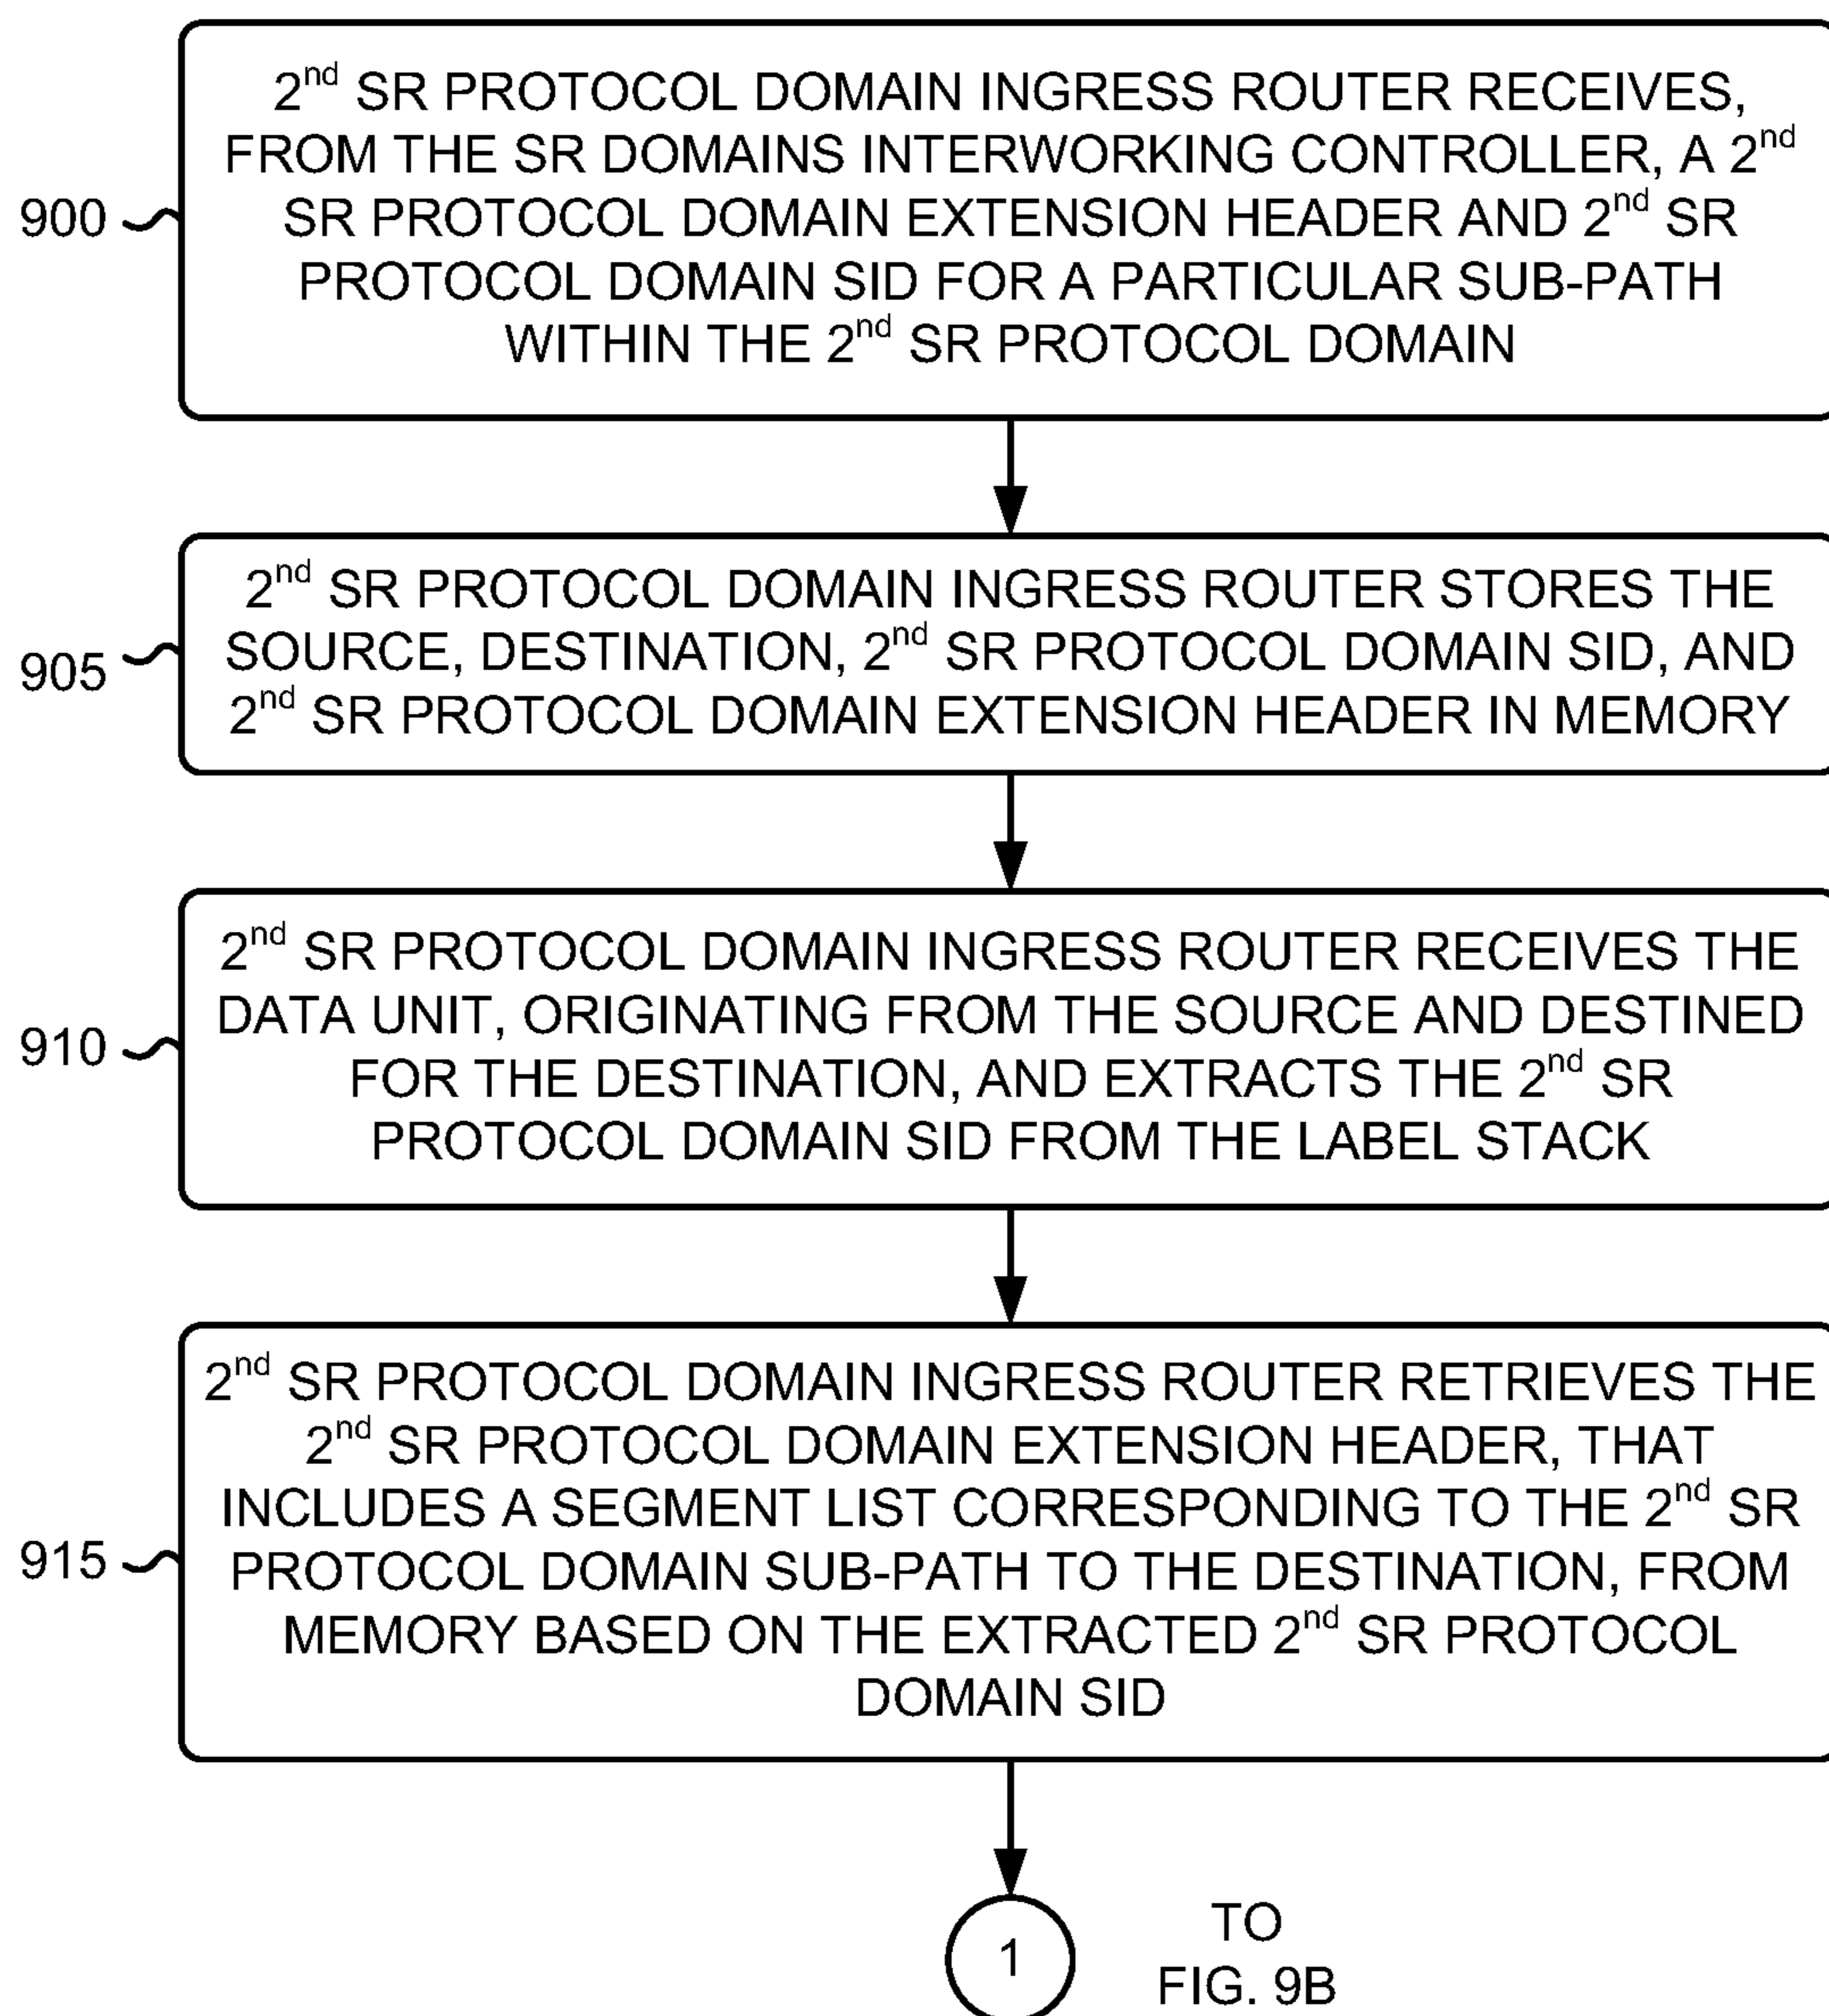 2nd SR PROTOCOL DOMAIN INGRESS ROUTER RECEIVES,
FROM THE SR DOMAINS INTERWORKING CONTROLLER, A 2nd
SR PROTOCOL DOMAIN EXTENSION HEADER AND 2nd SR
PROTOCOL DOMAIN SID FOR A PARTICULAR SUB-PATH
WITHIN THE 2nd SR PROTOCOL DOMAIN
900
2nd SR PROTOCOL DOMAIN INGRESS ROUTER STORES THE
SOURCE, DESTINATION, 2nd SR PROTOCOL DOMAIN SID, AND
2nd SR PROTOCOL DOMAIN EXTENSION HEADER IN MEMORY
905
2nd SR PROTOCOL DOMAIN INGRESS ROUTER RECEIVES THE
DATA UNIT, ORIGINATING FROM THE SOURCE AND DESTINED
FOR THE DESTINATION, AND EXTRACTS THE 2nd SR
PROTOCOL DOMAIN SID FROM THE LABEL STACK
910
2nd SR PROTOCOL DOMAIN INGRESS ROUTER RETRIEVES THE
2nd SR PROTOCOL DOMAIN EXTENSION HEADER, THAT
INCLUDES A SEGMENT LIST CORRESPONDING TO THE 2nd SR
PROTOCOL DOMAIN SUB-PATH TO THE DESTINATION, FROM
MEMORY BASED ON THE EXTRACTED 2nd SR PROTOCOL
DOMAIN SID
915
1
TO
FIG. 9B